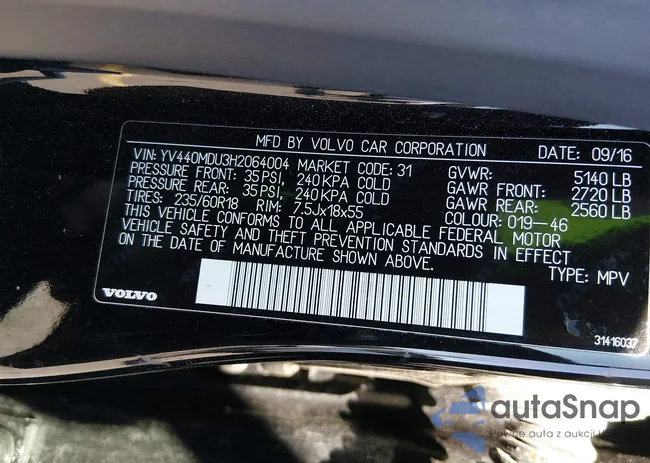 MFD BY VOLVO CAR CORPORATION DATE: 09/16
VIN: YV440MDU3H2064004 MARKET CODE: 31 GVWR: 5140 LB
PRESSURE FRONT: 35 PSI, 240 KPA COLD GAWR FRONT: 2720 LB
PRESSURE REAR: 35 PSI, 240 KPA COLD GAWR REAR: 2560 LB
TIRES: 235/60R18 RIM: 7.5Jx18x55 COLOUR: 019-46
THIS VEHICLE CONFORMS TO ALL APPLICABLE FEDERAL MOTOR
VEHICLE SAFETY AND THEFT PREVENTION STANDARDS IN EFFECT
ON THE DATE OF MANUFACTURE SHOWN ABOVE. TYPE: MPV
VOLVO
31416037
autaSnap
Pewne auta z aukcji